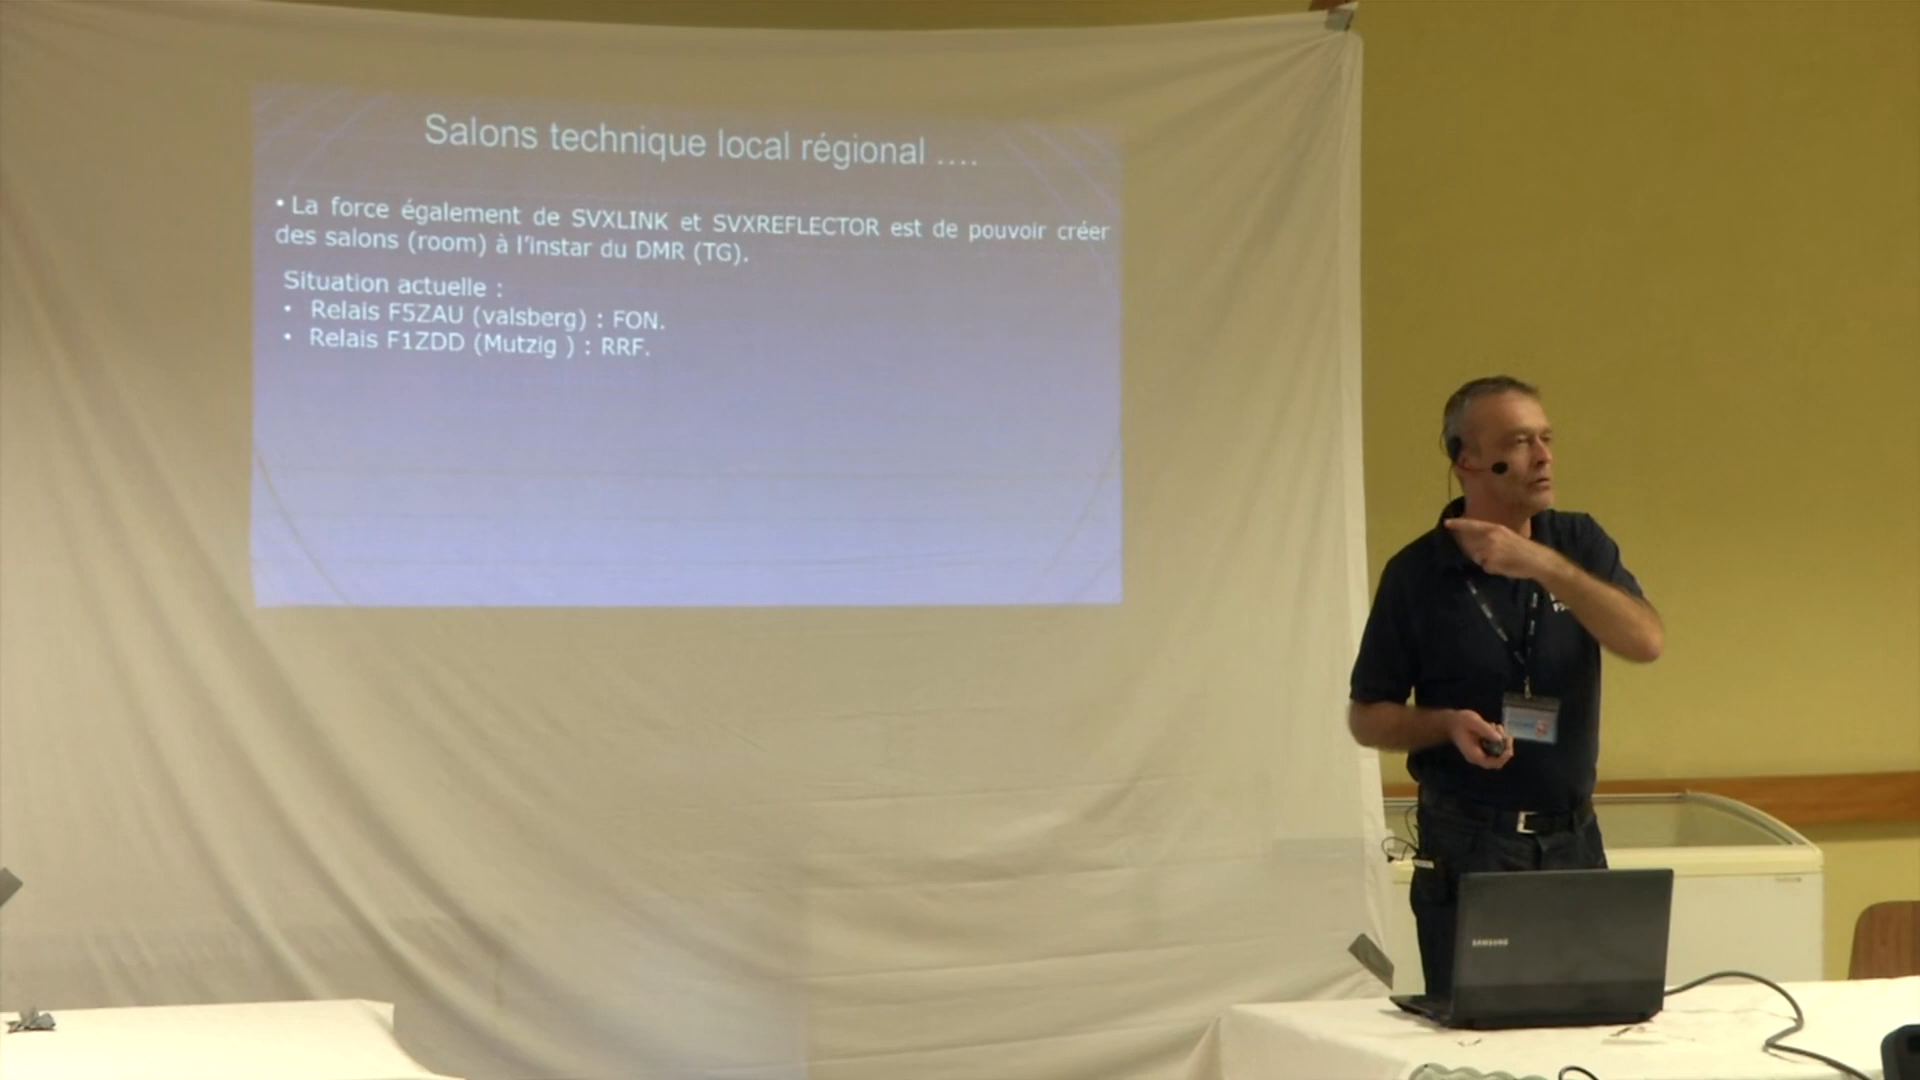 Salons technique local régional ....
• La force également de SVXLINK et SVXREFLECTOR est de pouvoir créer
des salons (room) à l'instar du DMR (TG).
Situation actuelle :
• Relais F5ZAU (valsberg) : FON.
• Relais F1ZDD (Mutzig ) : RRF.
SAMSUNG